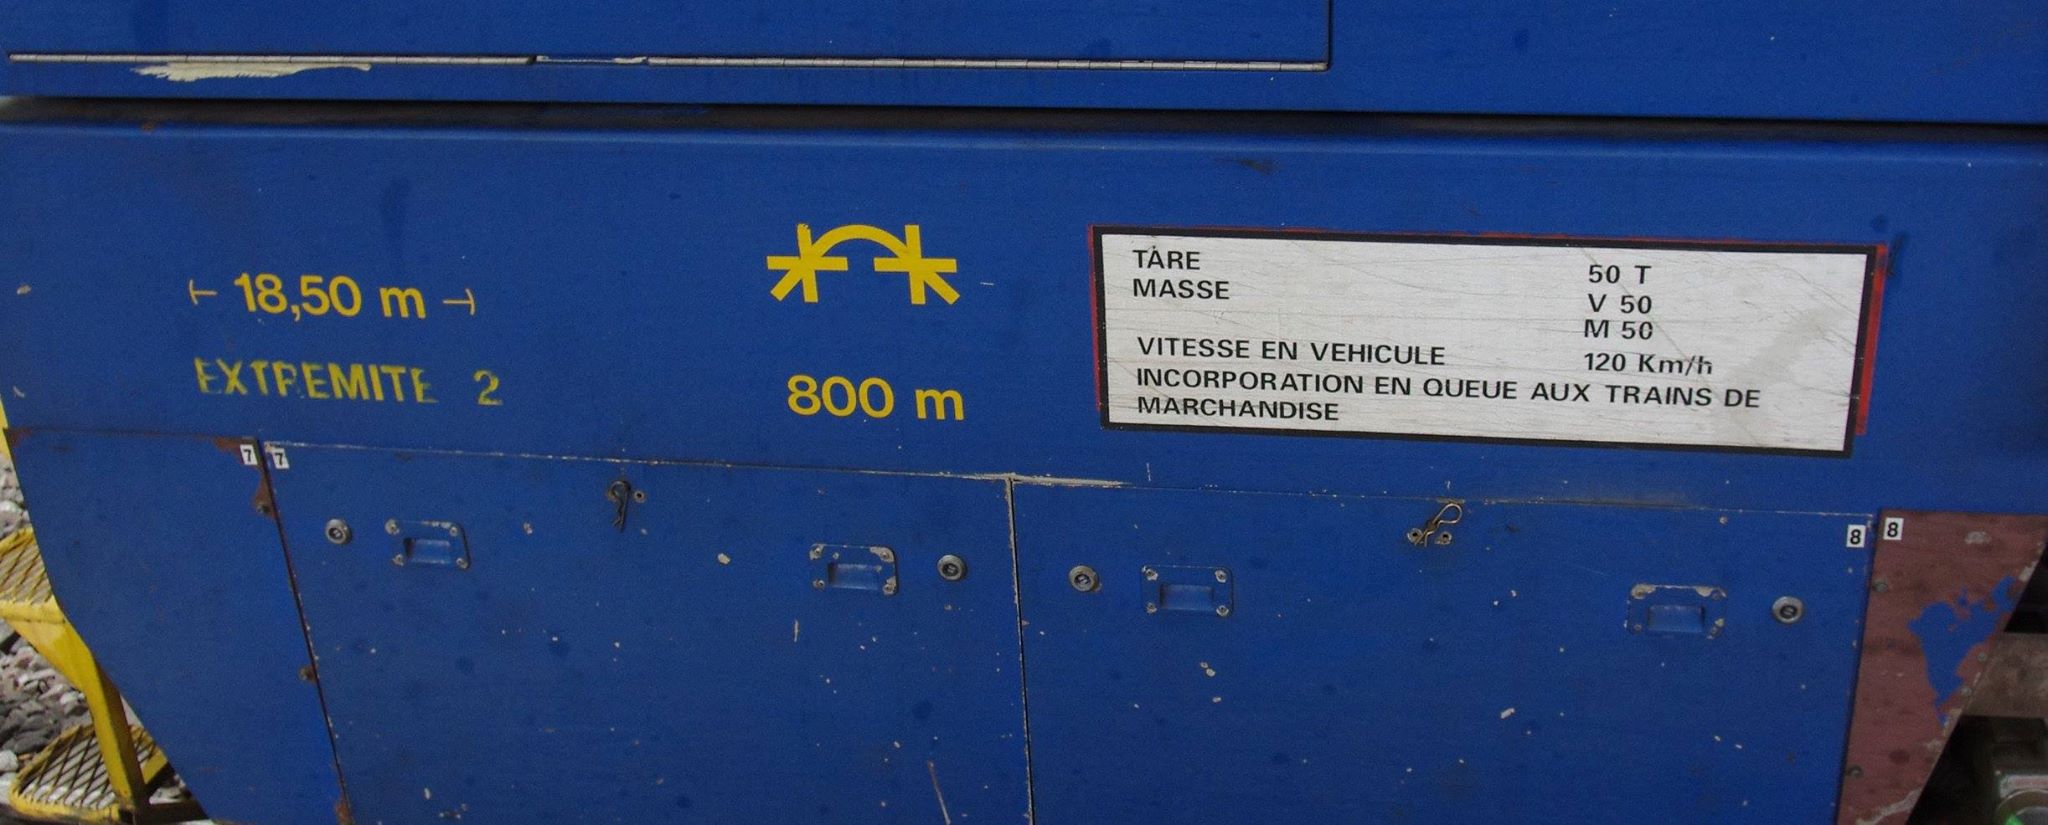 18,50 m
EXTREMITE 2
800 m
TARE 50 T
MASSE V 50
M 50
VITESSE EN VEHICULE 120 Km/h
INCORPORATION EN QUEUE AUX TRAINS DE
MARCHANDISE
7 7
8 8